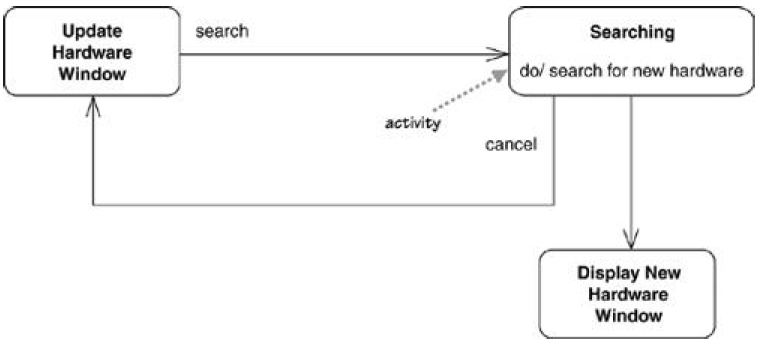 Update
Hardware
Window
search
Searching
do/ search for new hardware
activity
cancel
Display New
Hardware
Window